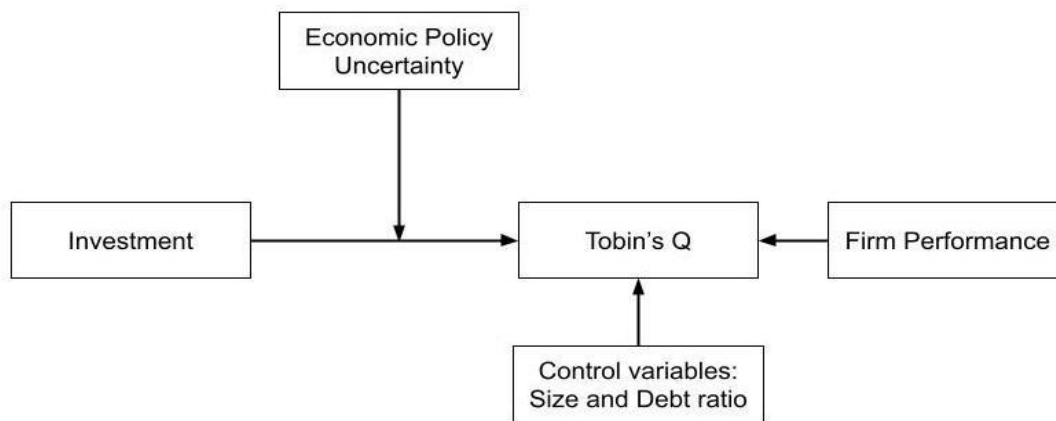 Economic Policy
Uncertainty
Investment
Tobin’s Q
Firm Performance
Control variables:
Size and Debt ratio